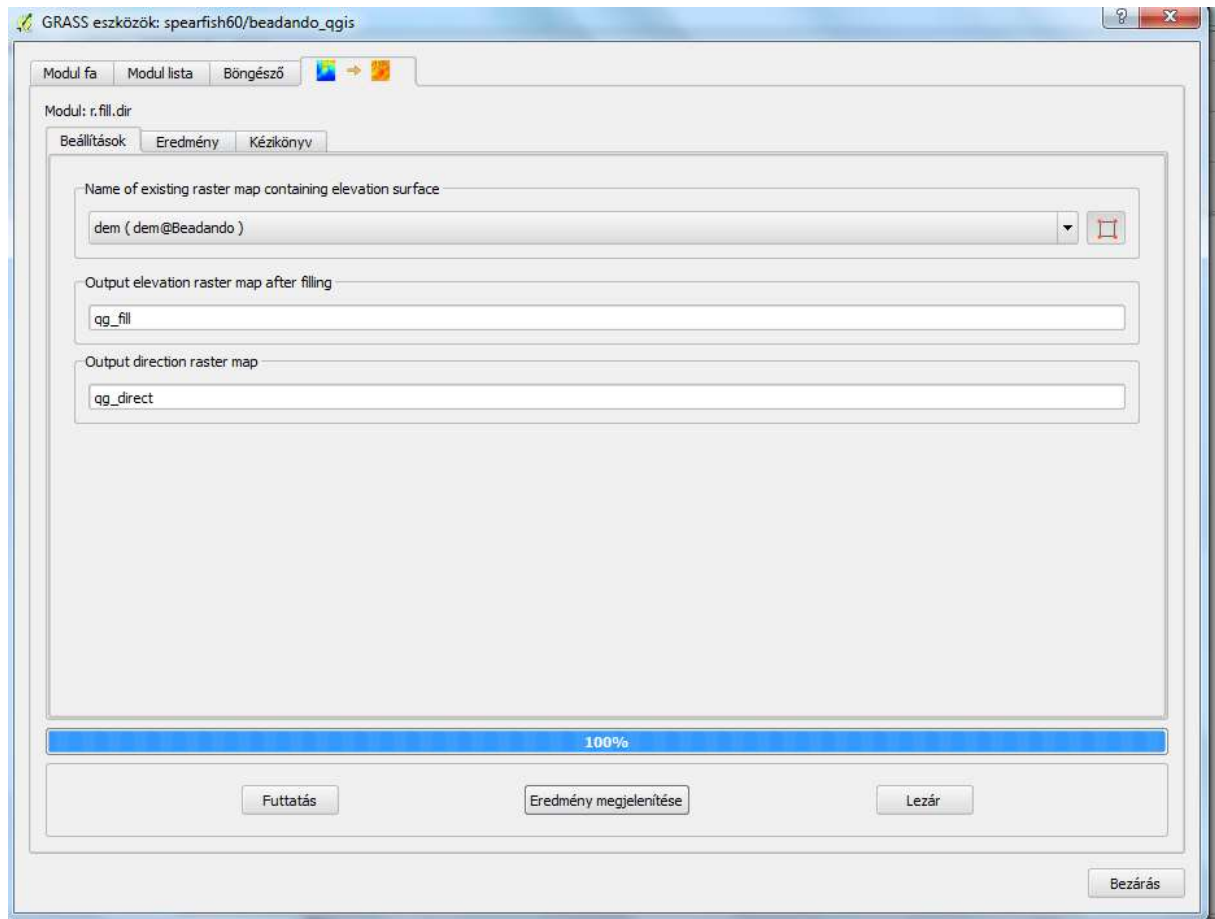 GRASS eszközök: spearfish60/beadando_qgis
Modul fa
Modul lista
Böngésző
Modul: r.fill.dir
Beállítások
Eredmény
Kézikönyv
Name of existing raster map containing elevation surface
dem ( dem@Beadando )
Output elevation raster map after filling
qg_fill
Output direction raster map
qg_direct
100%
Futtatás
Eredmény megjelenítése
Lezár
Bezárás